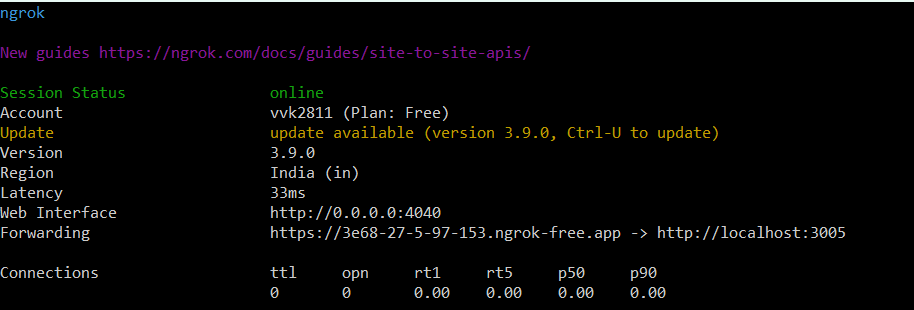 ngrok
New guides https://ngrok.com/docs/guides/site-to-site-apis/
Session Status online
Account vvk2811 (Plan: Free)
Update update available (version 3.9.0, Ctrl-U to update)
Version 3.9.0
Region India (in)
Latency 33ms
Web Interface http://0.0.0.0:4040
Forwarding https://3e68-27-5-97-153.ngrok-free.app -> http://localhost:3005
Connections ttl opn rt1 rt5 p50 p90
0 0 0.00 0.00 0.00 0.00